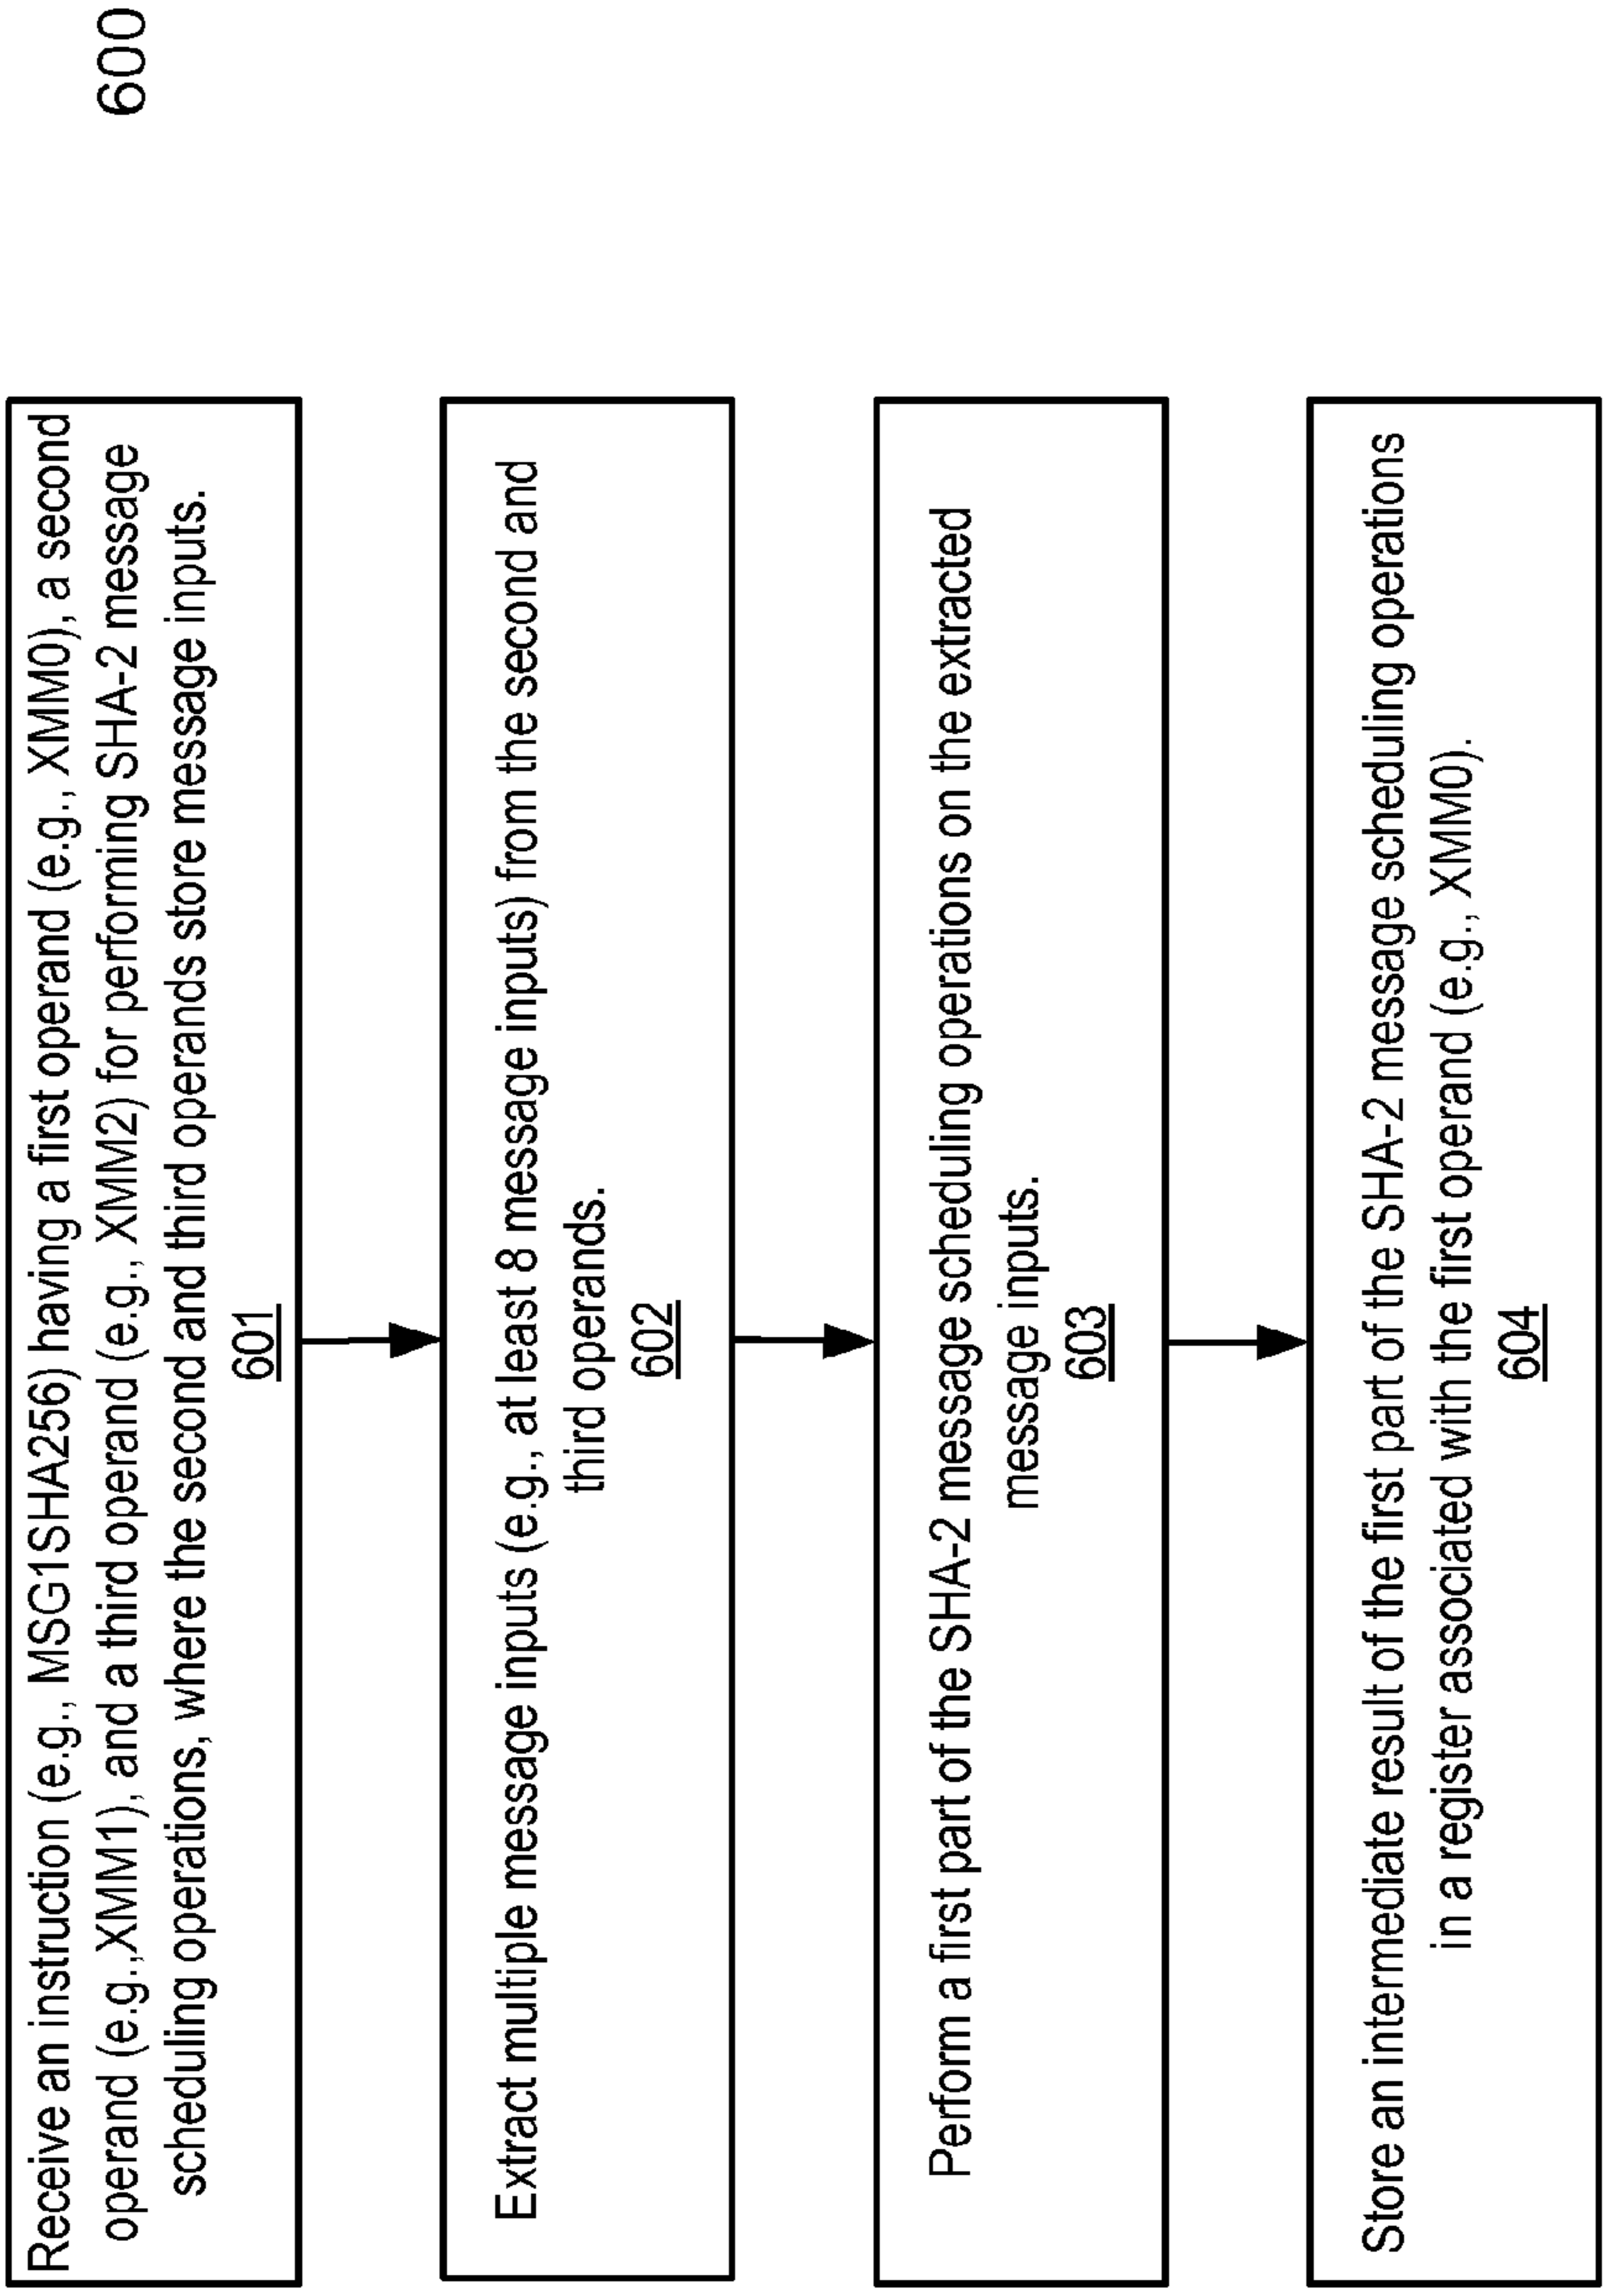 600
Receive an instruction (e.g., MSG1SHA256) having a first operand (e.g., XMM0), a second
operand (e.g.,XMM1), and a third operand (e.g., XMM2) for performing SHA-2 message
scheduling operations, where the second and third operands store message inputs.
601
Extract multiple message inputs (e.g., at least 8 message inputs) from the second and
third operands.
602
Perform a first part of the SHA-2 message scheduling operations on the extracted
message inputs.
603
Store an intermediate result of the first part of the SHA-2 message scheduling operations
in a register associated with the first operand (e.g., XMM0).
604